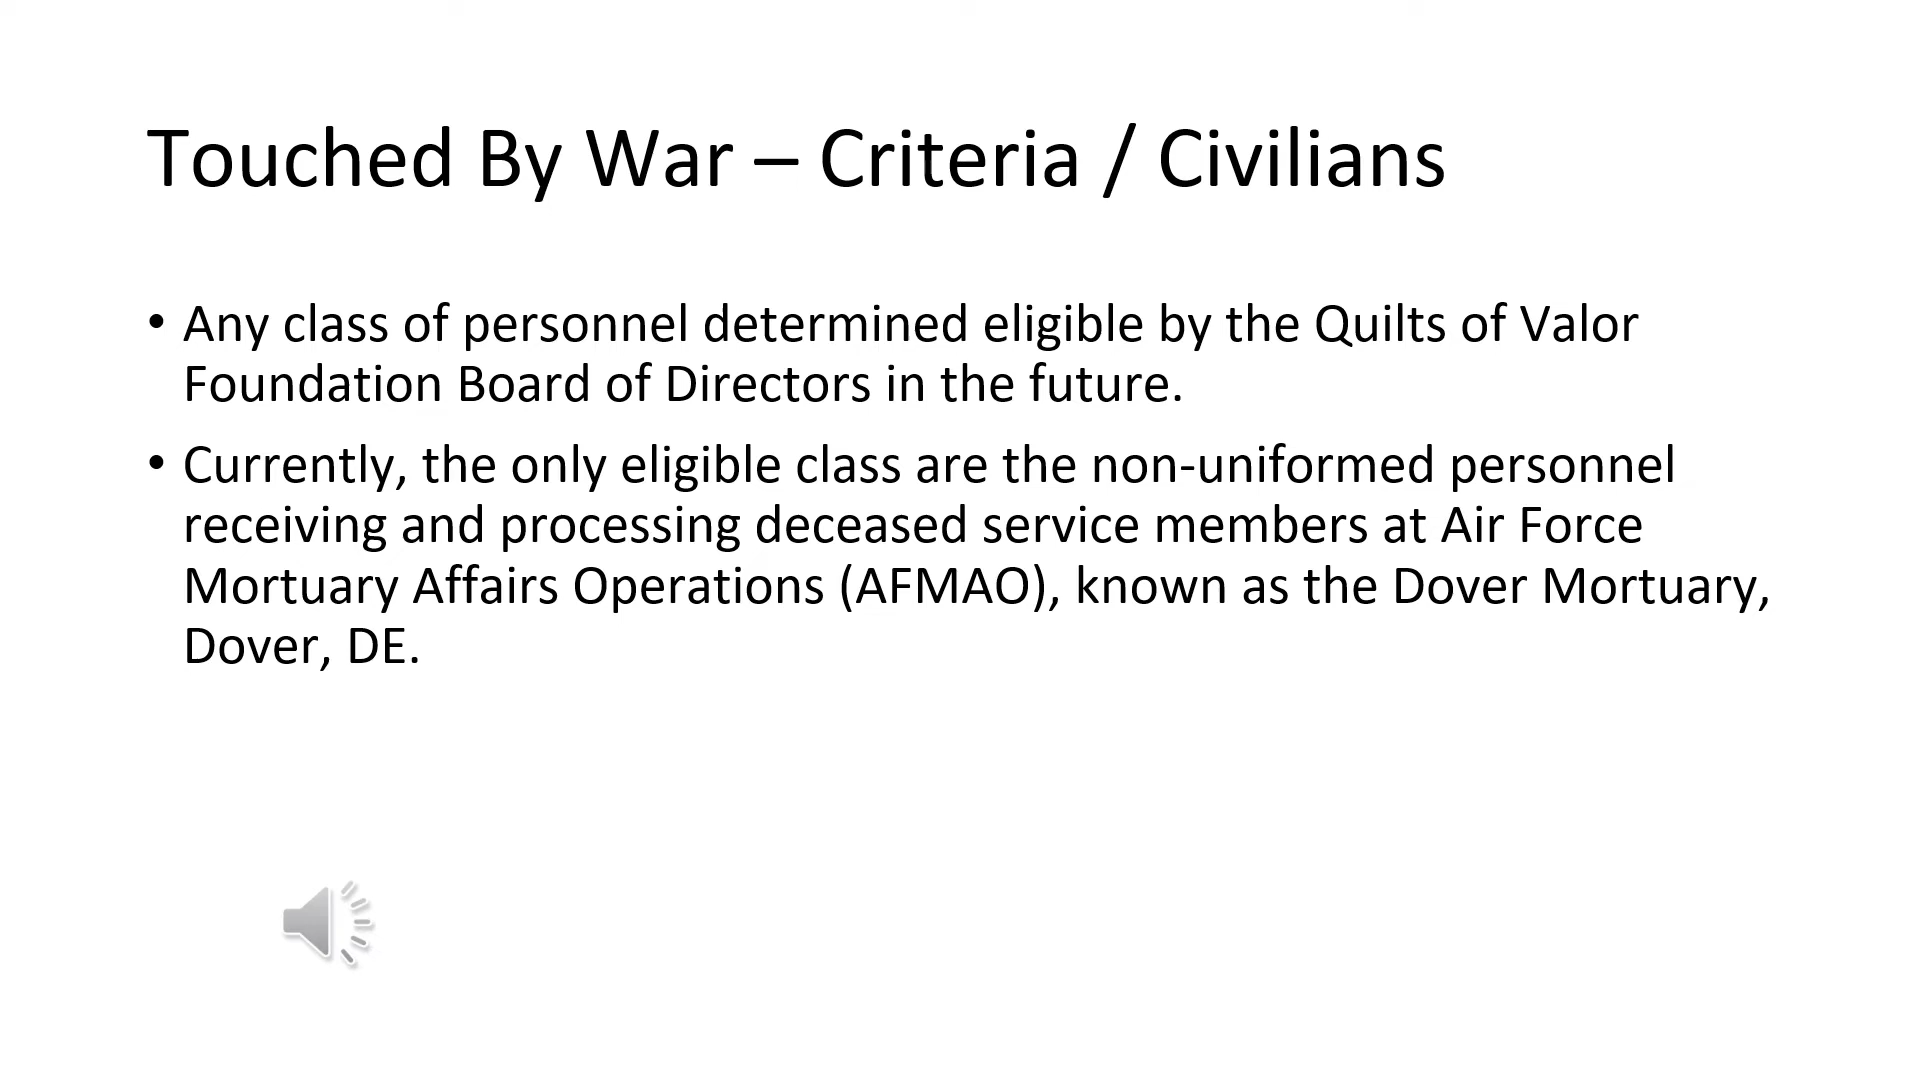 Touched By War – Criteria / Civilians
• Any class of personnel determined eligible by the Quilts of Valor
Foundation Board of Directors in the future.
• Currently, the only eligible class are the non-uniformed personnel
receiving and processing deceased service members at Air Force
Mortuary Affairs Operations (AFMAO), known as the Dover Mortuary,
Dover, DE.